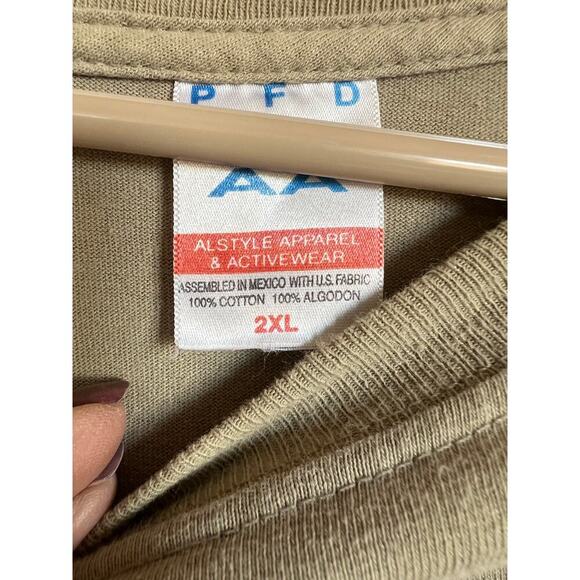 P F D
AA
ALSTYLE APPAREL
& ACTIVEWEAR
ASSEMBLED IN MEXICO WITH U.S. FABRIC
100% COTTON 100% ALGODON
2XL